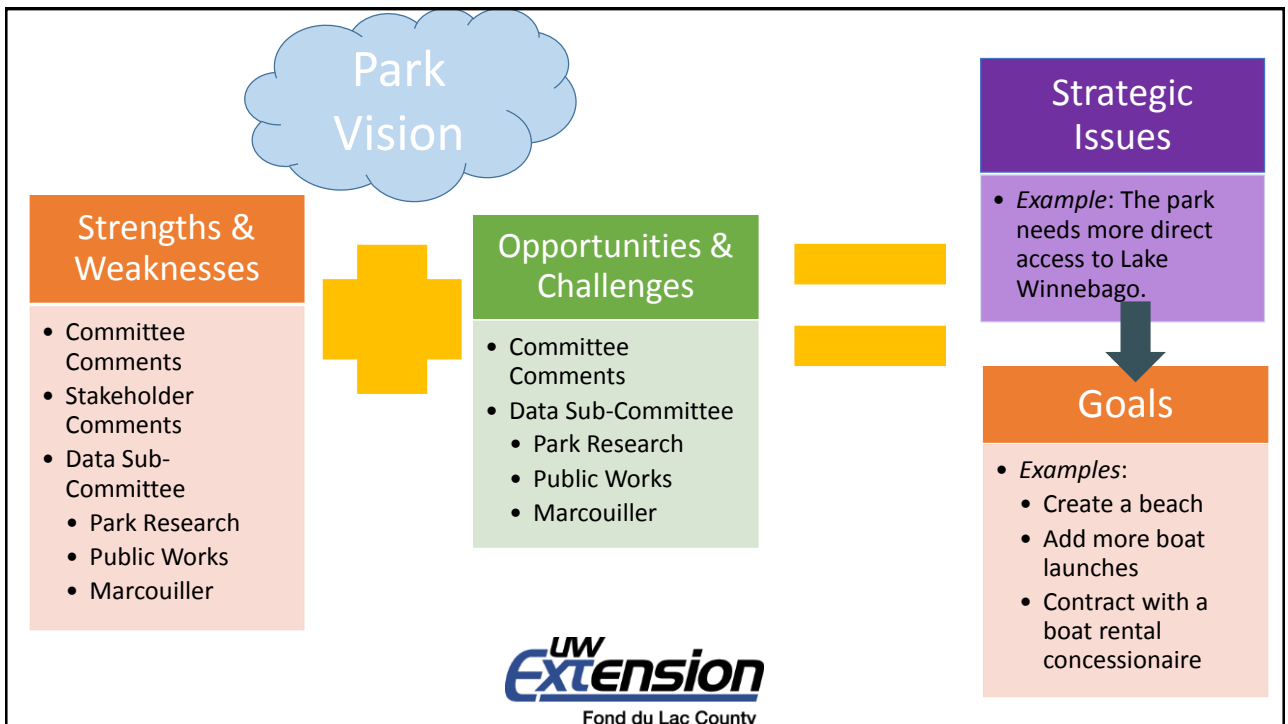 Park
Vision
Strengths &
Weaknesses
• Committee
Comments
• Stakeholder
Comments
• Data Sub-
Committee
• Park Research
• Public Works
• Marcouiller
Opportunities &
Challenges
• Committee
Comments
• Data Sub-Committee
• Park Research
• Public Works
• Marcouiller
Strategic
Issues
• Example: The park
needs more direct
access to Lake
Winnebago.
Goals
• Examples:
• Create a beach
• Add more boat
launches
• Contract with a
boat rental
concessionaire
UW
Extension
Fond du Lac County